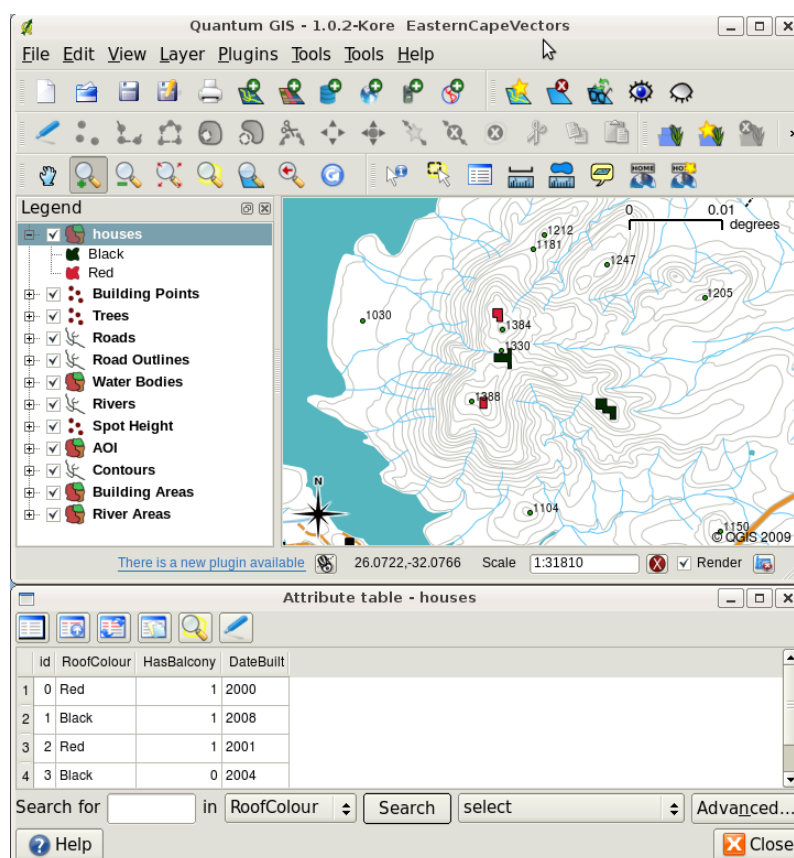 Quantum GIS - 1.0.2-Kore EasternCapeVectors
File Edit View Layer Plugins Tools Tools Help
HOME
Legend
houses
Black
Red
Building Points
Trees
Roads
Road Outlines
Water Bodies
Rivers
Spot Height
AOI
Contours
Building Areas
River Areas
0 0.01
degrees
1212
1181
1247
1205
1030
1384
1330
1388
1104
1150
N
© QGIS 2009
There is a new plugin available 26.0722,-32.0766 Scale 1:31810 Render
Attribute table - houses
id RoofColour HasBalcony DateBuilt
1 0 Red 1 2000
2 1 Black 1 2008
3 2 Red 1 2001
4 3 Black 0 2004
Search for in RoofColour Search select Advanced...
Help Close